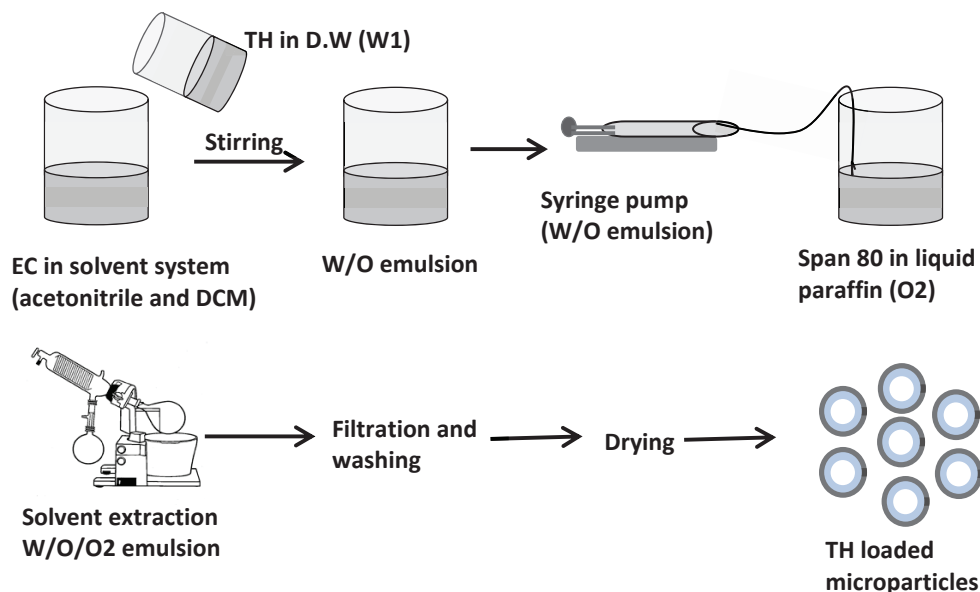 TH in D.W (W1)
Stirring
EC in solvent system
(acetonitrile and DCM)
W/O emulsion
Syringe pump
(W/O emulsion)
Span 80 in liquid
paraffin (O2)
Solvent extraction
W/O/O2 emulsion
Filtration and
washing
Drying
TH loaded
microparticles